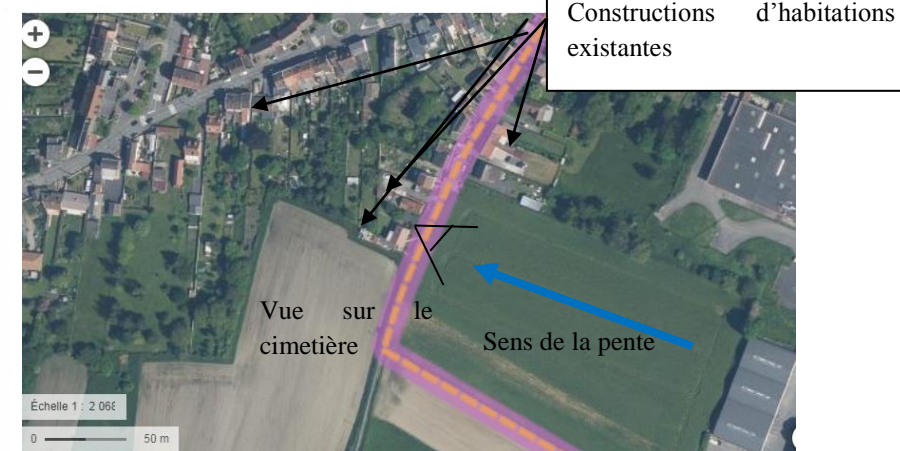 Constructions d’habitations
existantes
+
−
Vue sur le
cimetière
Sens de la pente
Échelle 1 : 2 068
0 50 m